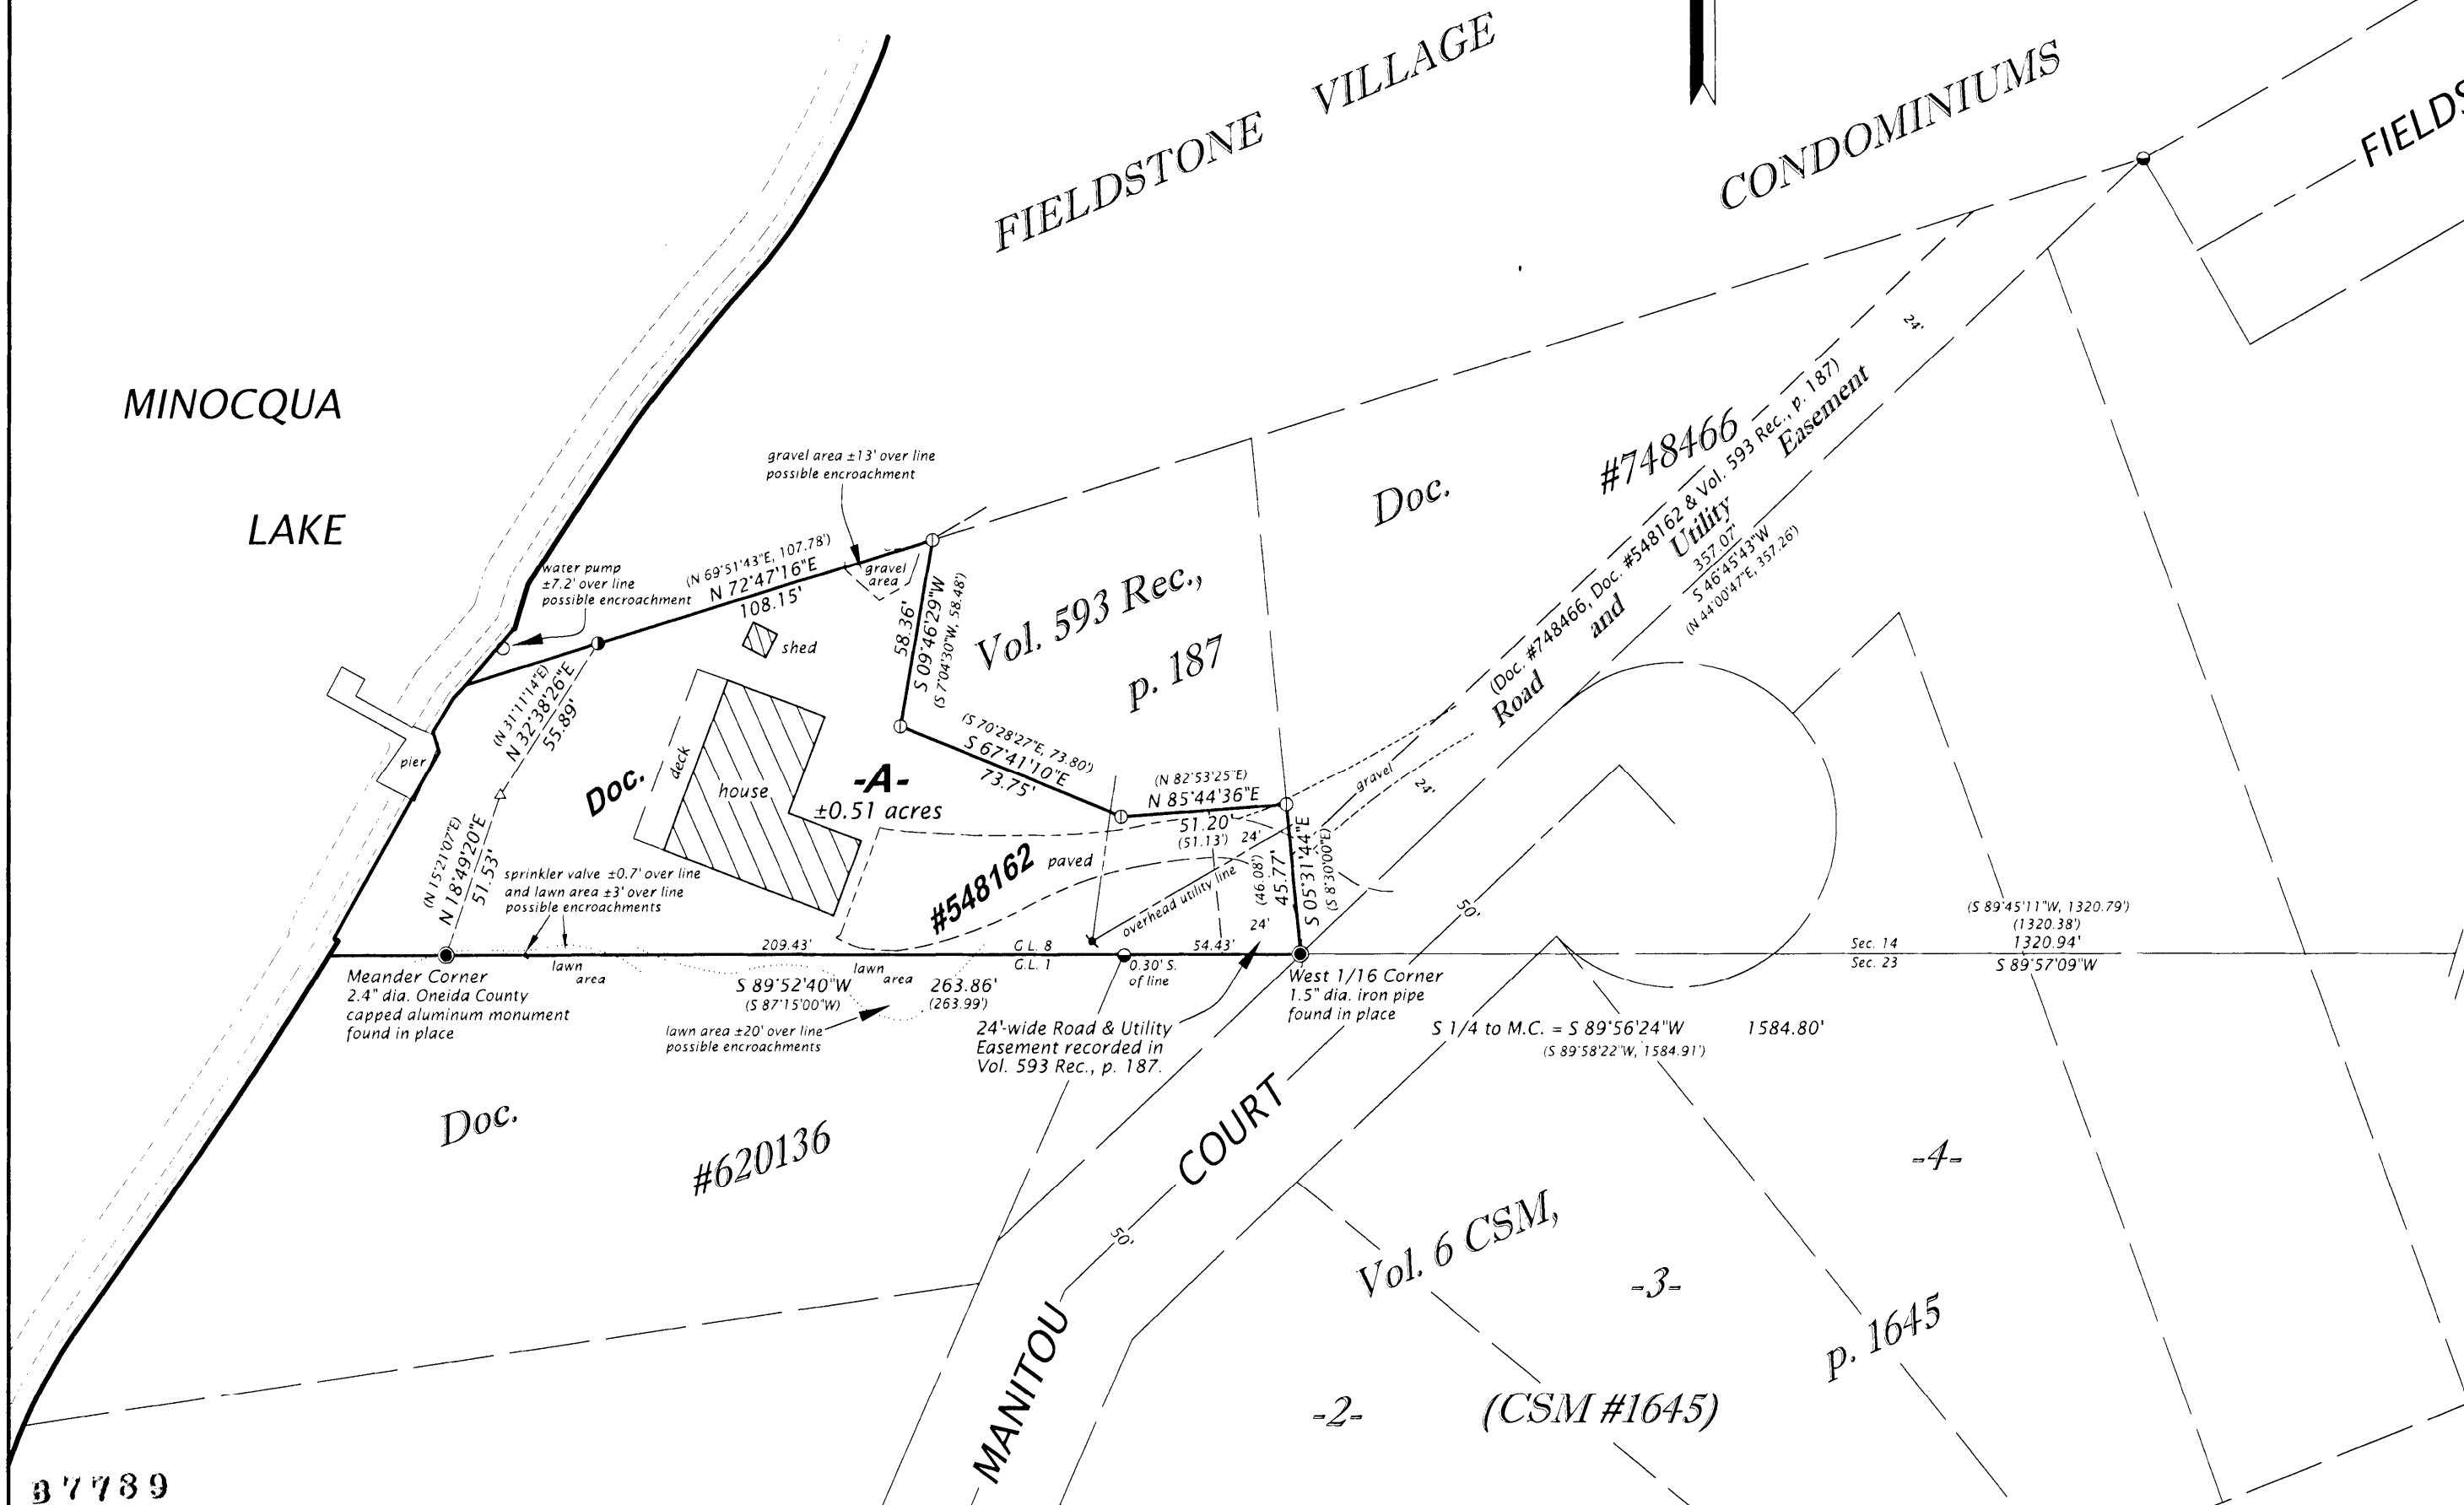 FIELDSTONE VILLAGE
CONDOMINIUMS
FIELDS
MINOCQUA
LAKE
gravel area ±13' over line
possible encroachment
water pump
±7.2' over line
possible encroachment
(N 69°51'43"E, 107.78')
N 72°47'16"E
108.15'
gravel
area
shed
58.36'
S 09°46'29"W
(S 7°04'30"W, 58.48')
Vol. 593 Rec.,
p. 187
Doc.
#748466
24'
(Doc. #748466, Doc. #548162 & Vol. 593 Rec., p. 187)
Road and Utility Easement
357.07'
S 46°45'43"W
(N 44°00'47"E, 357.26')
(N 31°11'14"E)
N 32°38'26"E
55.89'
pier
Doc.
deck
house
-A-
±0.51 acres
(S 70°28'27"E, 73.80')
S 67°41'10"E
73.75'
(N 82°53'25"E)
N 85°44'36"E
51.20'
(51.13')
24'
gravel
24'
(N 15°21'07"E)
N 18°49'20"E
51.53'
sprinkler valve ±0.7' over line
and lawn area ±3' over line
possible encroachments
#548162
paved
overhead utility line
(46.08')
45.77'
S 05°31'44"E
(S 8°30'00"E)
24'
50'
209.43'
G.L. 8
G.L. 1
54.43'
0.30' S.
of line
Sec. 14
Sec. 23
(S 89°45'11"W, 1320.79')
(1320.38')
1320.94'
S 89°57'09"W
Meander Corner
2.4" dia. Oneida County
capped aluminum monument
found in place
lawn
area
lawn
area
S 89°52'40"W 263.86'
(S 87°15'00"W) (263.99')
lawn area ±20' over line
possible encroachments
24'-wide Road & Utility
Easement recorded in
Vol. 593 Rec., p. 187.
West 1/16 Corner
1.5" dia. iron pipe
found in place
S 1/4 to M.C. = S 89°56'24"W 1584.80'
(S 89°58'22"W, 1584.91')
Doc.
#620136
MANITOU COURT
50'
-4-
Vol. 6 CSM,
-3-
p. 1645
-2-
(CSM #1645)
37789